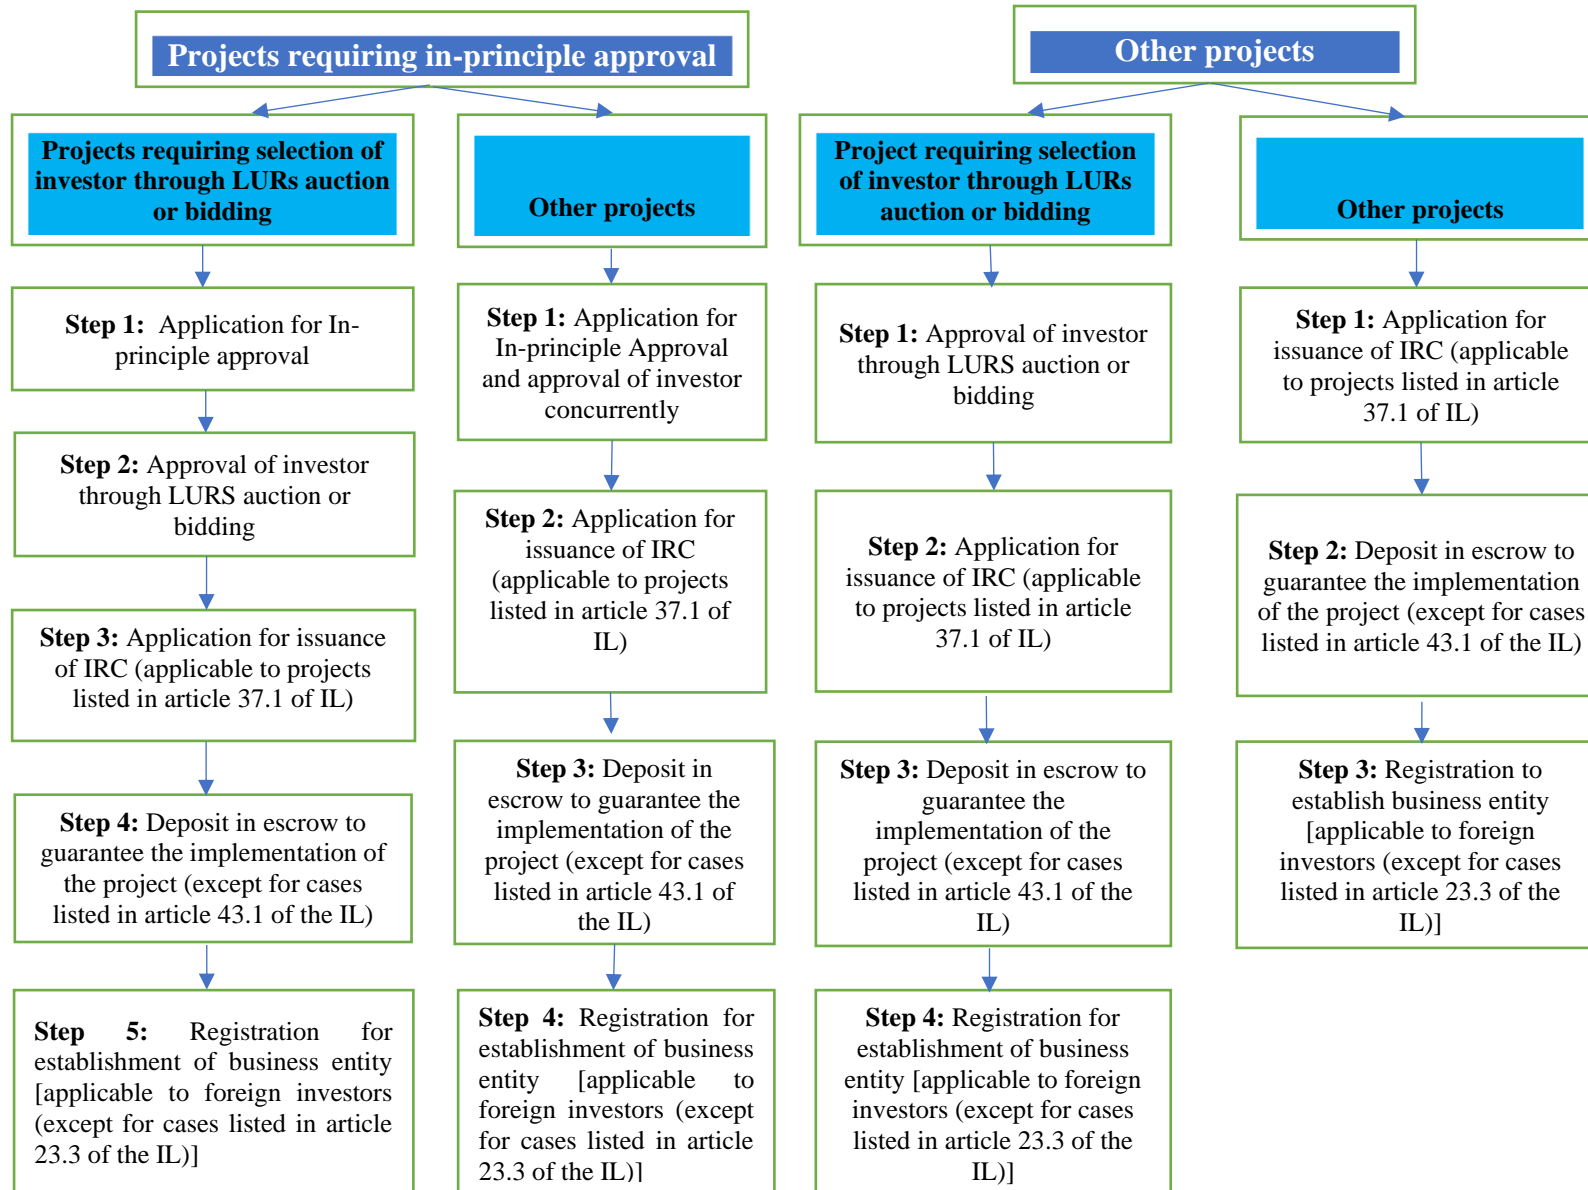 Projects requiring in-principle approval
Other projects
Projects requiring selection of
investor through LURs auction
or bidding
Other projects
Project requiring selection
of investor through LURs
auction or bidding
Other projects
Step 1: Application for In-
principle approval
Step 2: Approval of investor
through LURS auction or
bidding
Step 3: Application for issuance
of IRC (applicable to projects
listed in article 37.1 of IL)
Step 4: Deposit in escrow to
guarantee the implementation of
the project (except for cases
listed in article 43.1 of the IL)
Step 5: Registration for
establishment of business entity
[applicable to foreign investors
(except for cases listed in article
23.3 of the IL)]
Step 1: Application for
In-principle Approval
and approval of investor
concurrently
Step 2: Application for
issuance of IRC
(applicable to projects
listed in article 37.1 of
IL)
Step 3: Deposit in
escrow to guarantee the
implementation of the
project (except for cases
listed in article 43.1 of
the IL)
Step 4: Registration for
establishment of business
entity [applicable to
foreign investors (except
for cases listed in article
23.3 of the IL)]
Step 1: Approval of investor
through LURS auction or
bidding
Step 2: Application for
issuance of IRC (applicable
to projects listed in article
37.1 of IL)
Step 3: Deposit in escrow to
guarantee the
implementation of the
project (except for cases
listed in article 43.1 of the
IL)
Step 4: Registration for
establishment of business
entity [applicable to foreign
investors (except for cases
listed in article 23.3 of the
IL)]
Step 1: Application for
issuance of IRC (applicable
to projects listed in article
37.1 of IL)
Step 2: Deposit in escrow to
guarantee the implementation
of the project (except for cases
listed in article 43.1 of the IL)
Step 3: Registration to
establish business entity
[applicable to foreign
investors (except for cases
listed in article 23.3 of the
IL)]